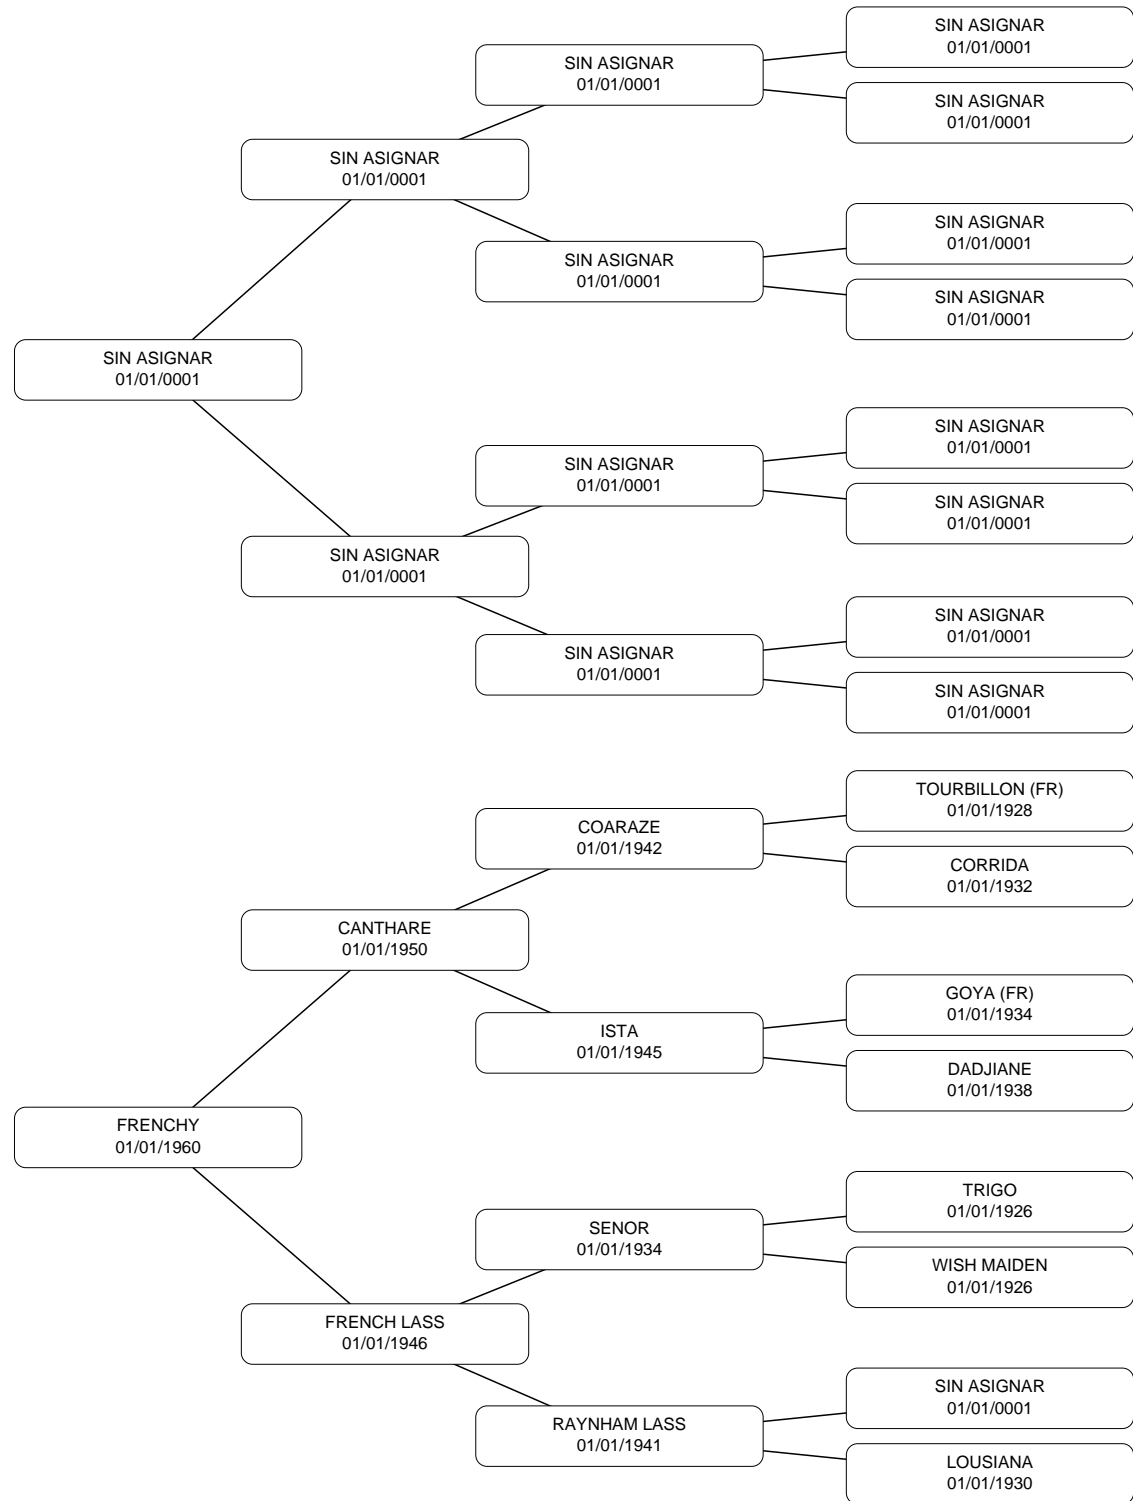 SIN ASIGNAR
01/01/0001
SIN ASIGNAR
01/01/0001
SIN ASIGNAR
01/01/0001
SIN ASIGNAR
01/01/0001
SIN ASIGNAR
01/01/0001
SIN ASIGNAR
01/01/0001
SIN ASIGNAR
01/01/0001
SIN ASIGNAR
01/01/0001
SIN ASIGNAR
01/01/0001
SIN ASIGNAR
01/01/0001
SIN ASIGNAR
01/01/0001
SIN ASIGNAR
01/01/0001
SIN ASIGNAR
01/01/0001
SIN ASIGNAR
01/01/0001
SIN ASIGNAR
01/01/0001
TOURBILLON (FR)
01/01/1928
COARAZE
01/01/1942
CORRIDA
01/01/1932
CANTHARE
01/01/1950
GOYA (FR)
01/01/1934
ISTA
01/01/1945
DADJIANE
01/01/1938
FRENCHY
01/01/1960
TRIGO
01/01/1926
SENOR
01/01/1934
WISH MAIDEN
01/01/1926
FRENCH LASS
01/01/1946
SIN ASIGNAR
01/01/0001
RAYNHAM LASS
01/01/1941
LOUSIANA
01/01/1930